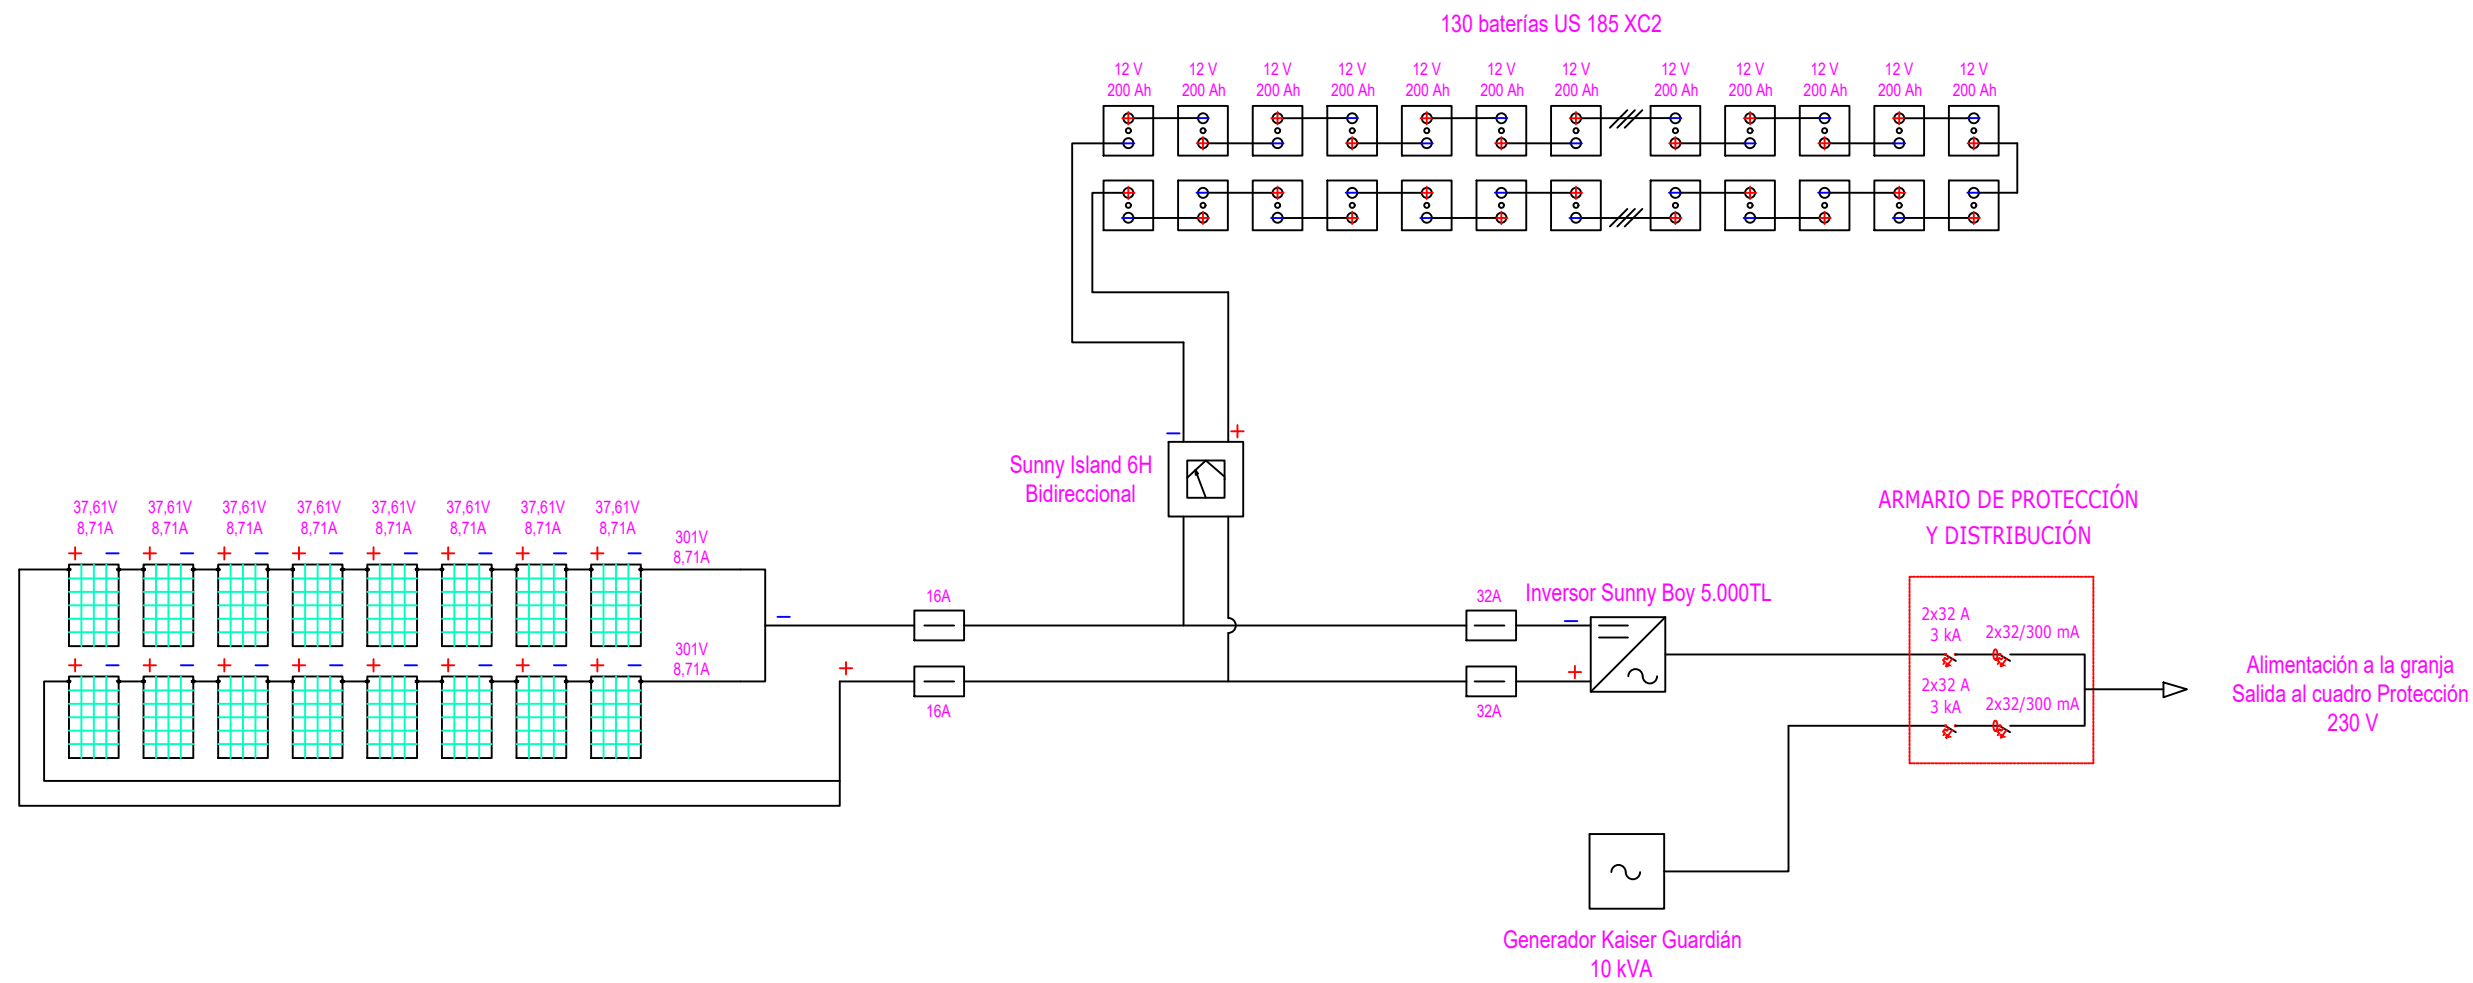 130 baterías US 185 XC2
12 V 12 V 12 V 12 V 12 V 12 V 12 V 12 V 12 V 12 V 12 V 12 V
200 Ah 200 Ah 200 Ah 200 Ah 200 Ah 200 Ah 200 Ah 200 Ah 200 Ah 200 Ah 200 Ah 200 Ah
Sunny Island 6H
Bidireccional
37,61V 37,61V 37,61V 37,61V 37,61V 37,61V 37,61V 37,61V
8,71A 8,71A 8,71A 8,71A 8,71A 8,71A 8,71A 8,71A
301V
8,71A
301V
8,71A
16A
16A
32A
32A
Inversor Sunny Boy 5.000TL
ARMARIO DE PROTECCIÓN
Y DISTRIBUCIÓN
2x32 A
3 kA
2x32/300 mA
2x32 A
3 kA
2x32/300 mA
Alimentación a la granja
Salida al cuadro Protección
230 V
Generador Kaiser Guardián
10 kVA